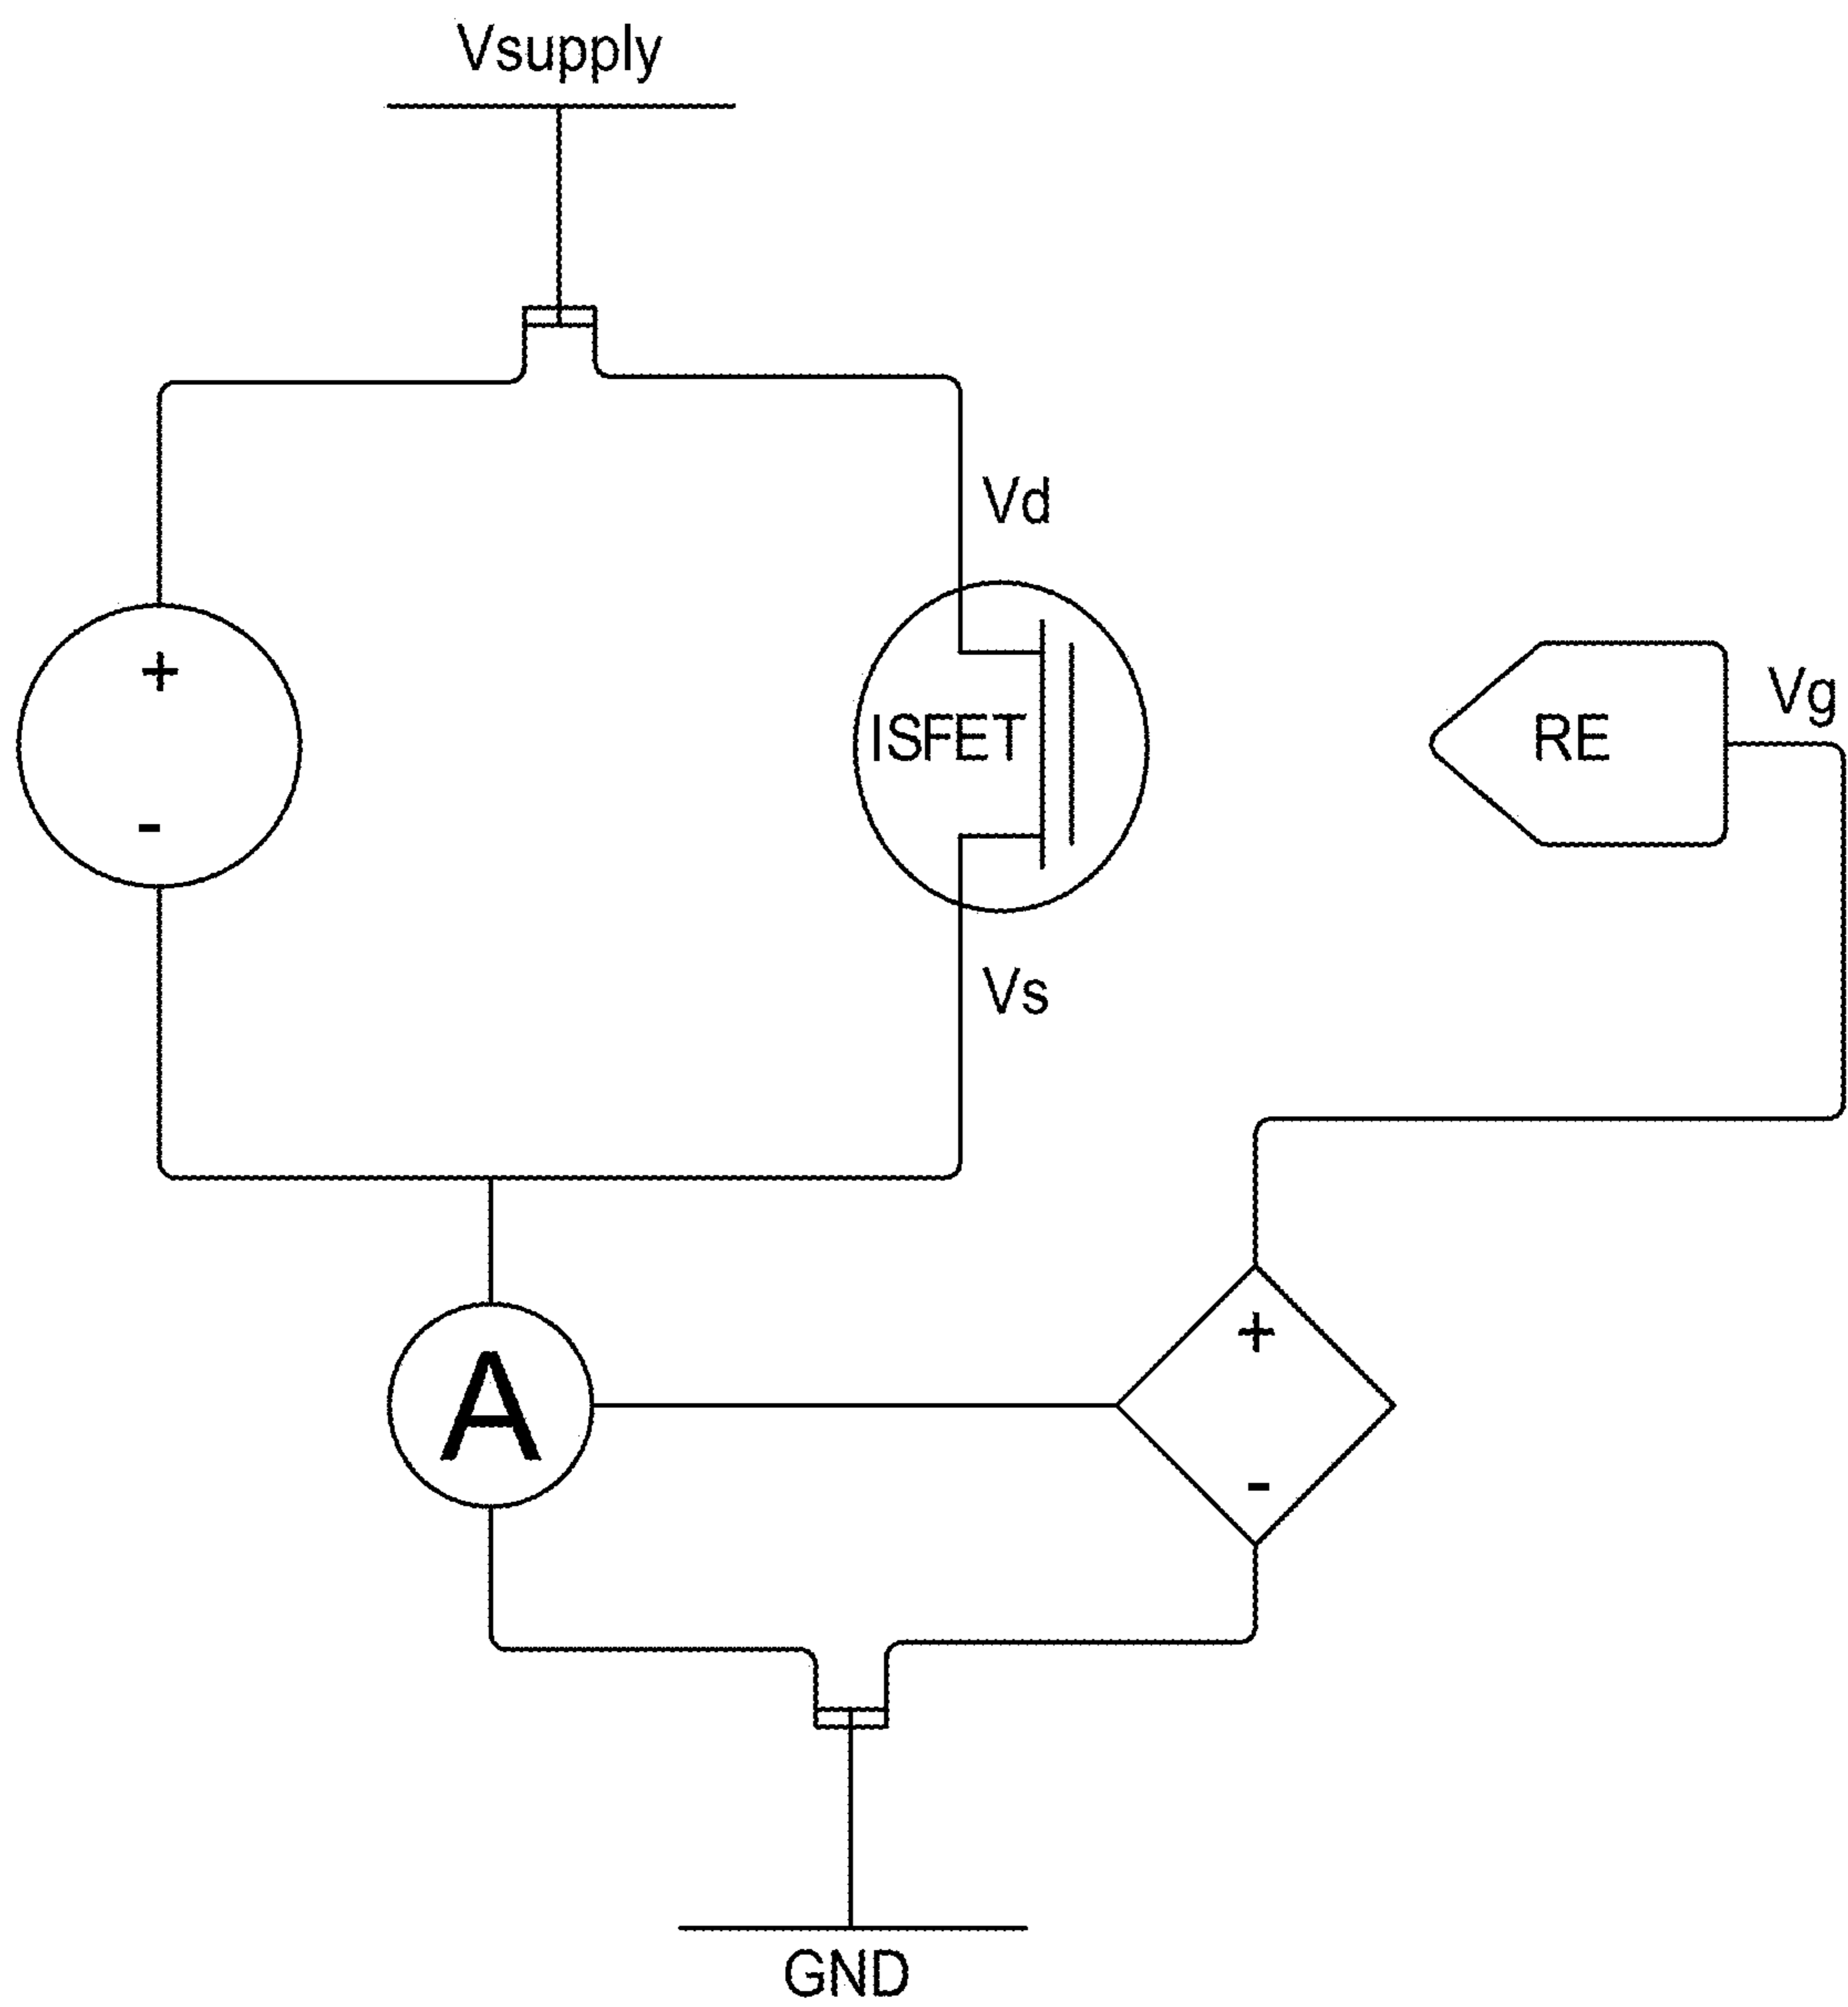 Vsupply
Vd
+
ISFET
RE
Vg
-
Vs
A
+
-
GND